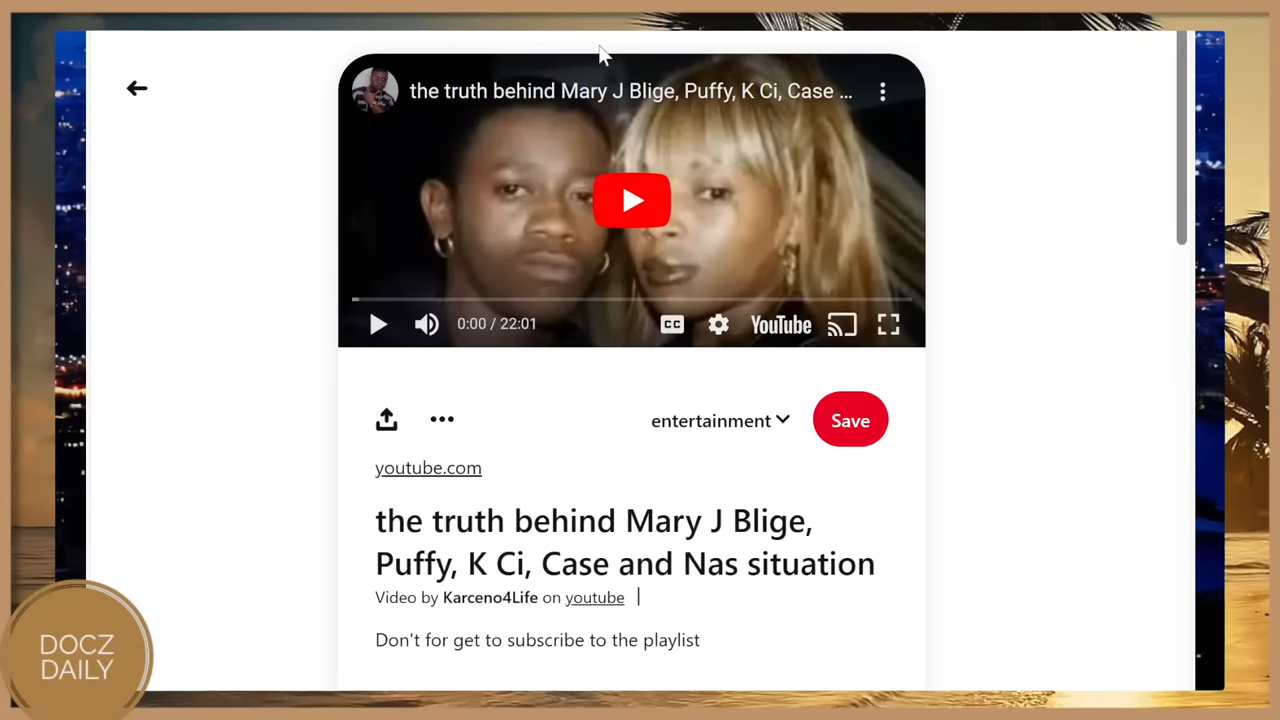 the truth behind Mary J Blige, Puffy, K Ci, Case ...
0:00 / 22:01
CC
YouTube
entertainment
Save
youtube.com
the truth behind Mary J Blige,
Puffy, K Ci, Case and Nas situation
Video by Karceno4Life on youtube
Don't for get to subscribe to the playlist
DOCZ
DAILY